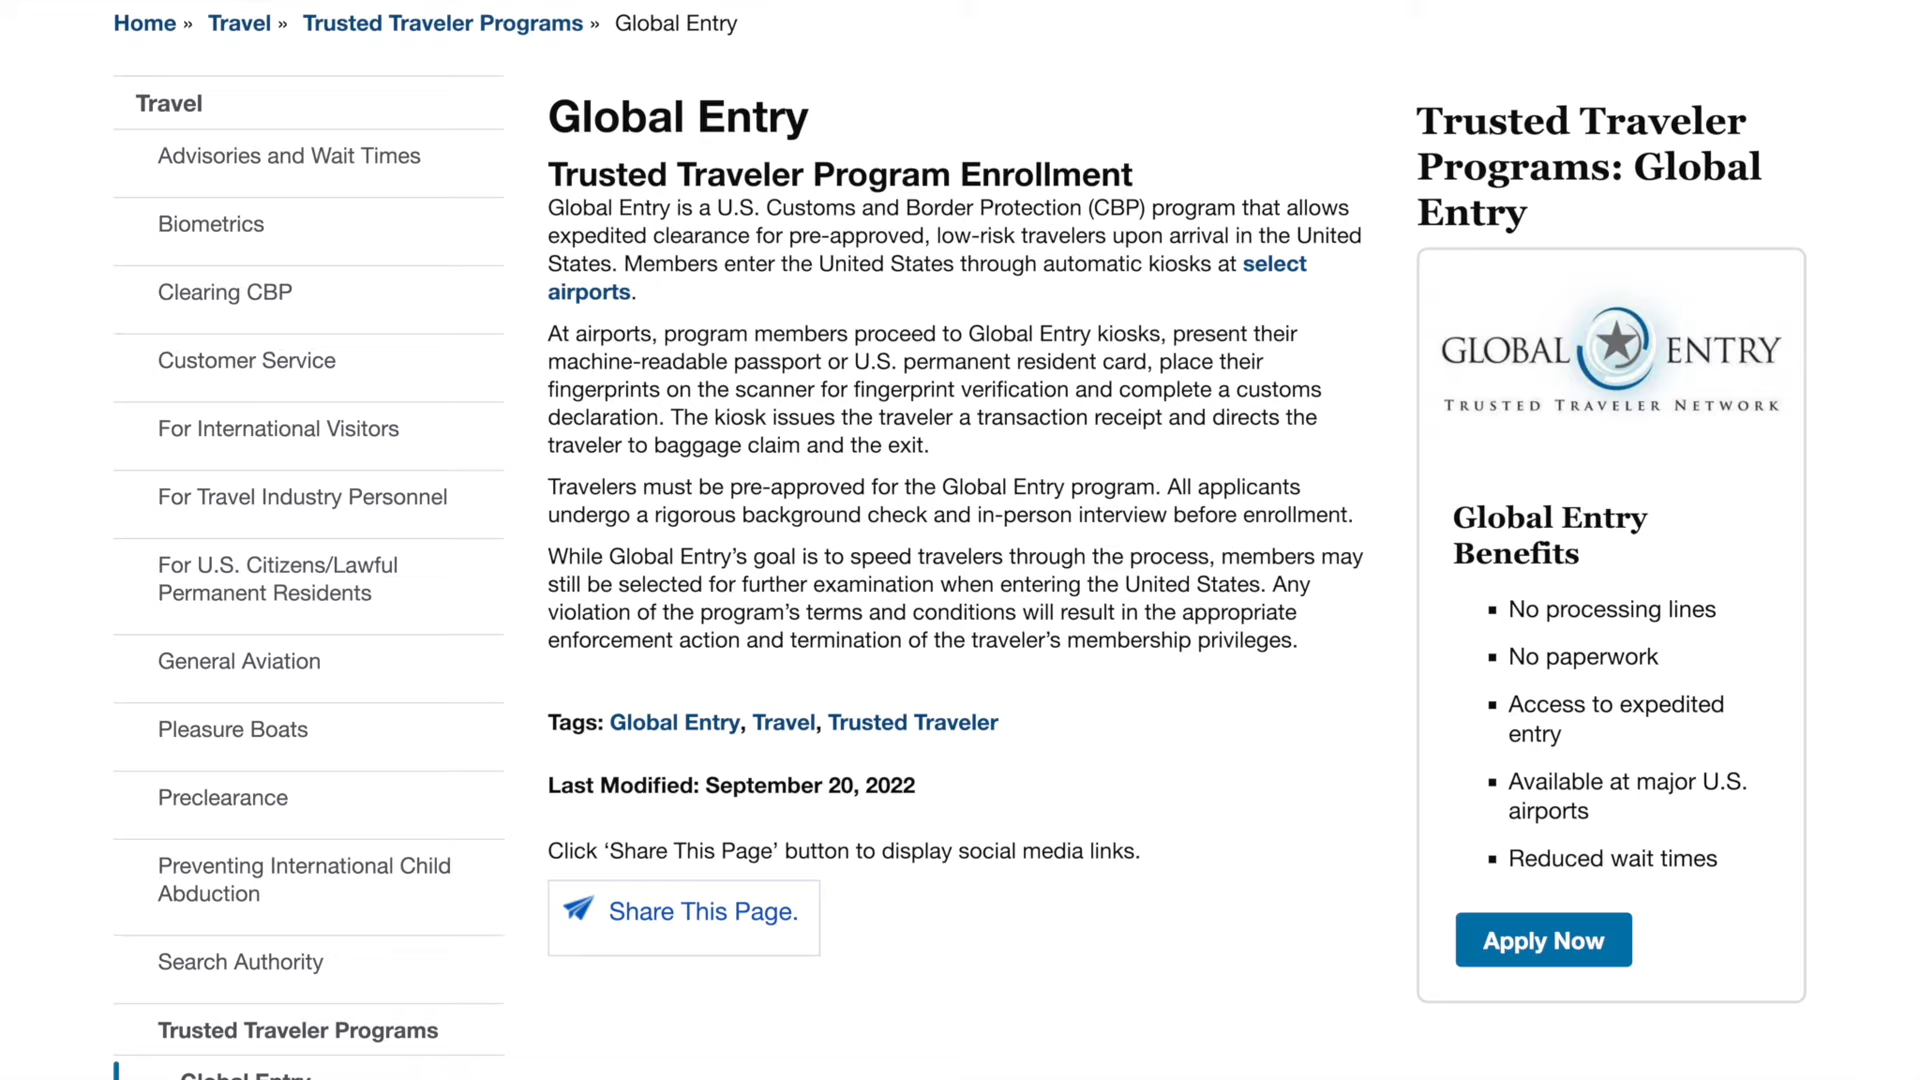 Home » Travel » Trusted Traveler Programs » Global Entry
Travel
Advisories and Wait Times
Biometrics
Clearing CBP
Customer Service
For International Visitors
For Travel Industry Personnel
For U.S. Citizens/Lawful
Permanent Residents
General Aviation
Pleasure Boats
Preclearance
Preventing International Child
Abduction
Search Authority
Trusted Traveler Programs
Global Entry
Global Entry
Trusted Traveler Program Enrollment
Global Entry is a U.S. Customs and Border Protection (CBP) program that allows
expedited clearance for pre-approved, low-risk travelers upon arrival in the United
States. Members enter the United States through automatic kiosks at select
airports.
At airports, program members proceed to Global Entry kiosks, present their
machine-readable passport or U.S. permanent resident card, place their
fingerprints on the scanner for fingerprint verification and complete a customs
declaration. The kiosk issues the traveler a transaction receipt and directs the
traveler to baggage claim and the exit.
Travelers must be pre-approved for the Global Entry program. All applicants
undergo a rigorous background check and in-person interview before enrollment.
While Global Entry’s goal is to speed travelers through the process, members may
still be selected for further examination when entering the United States. Any
violation of the program’s terms and conditions will result in the appropriate
enforcement action and termination of the traveler’s membership privileges.
Tags: Global Entry, Travel, Trusted Traveler
Last Modified: September 20, 2022
Click ‘Share This Page’ button to display social media links.
Share This Page.
Trusted Traveler
Programs: Global
Entry
GLOBAL ENTRY
TRUSTED TRAVELER NETWORK
Global Entry
Benefits
▪ No processing lines
▪ No paperwork
▪ Access to expedited
entry
▪ Available at major U.S.
airports
▪ Reduced wait times
Apply Now